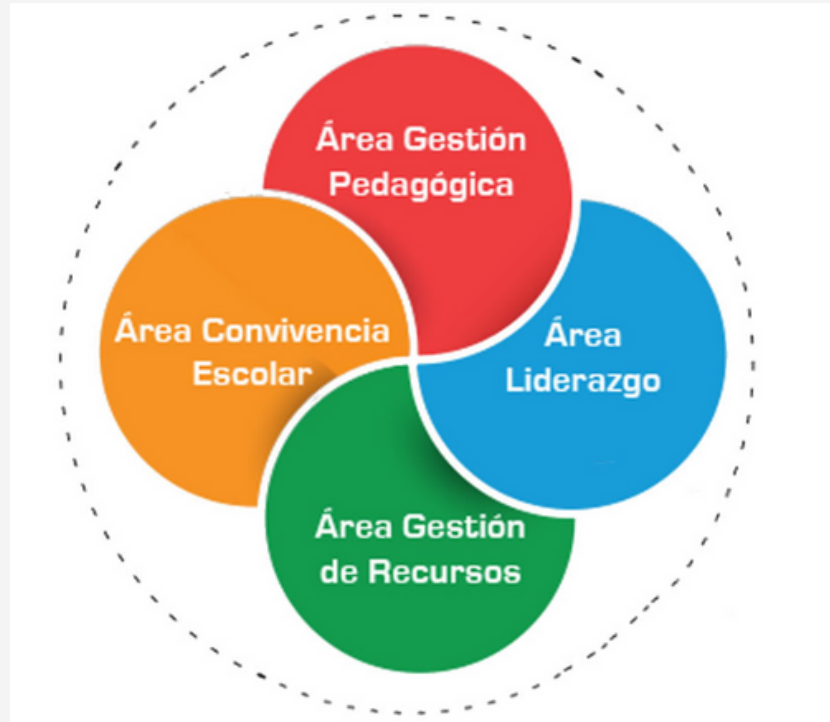 Área Gestión
Pedagógica
Área Convivencia
Escolar
Área
Liderazgo
Área Gestión
de Recursos